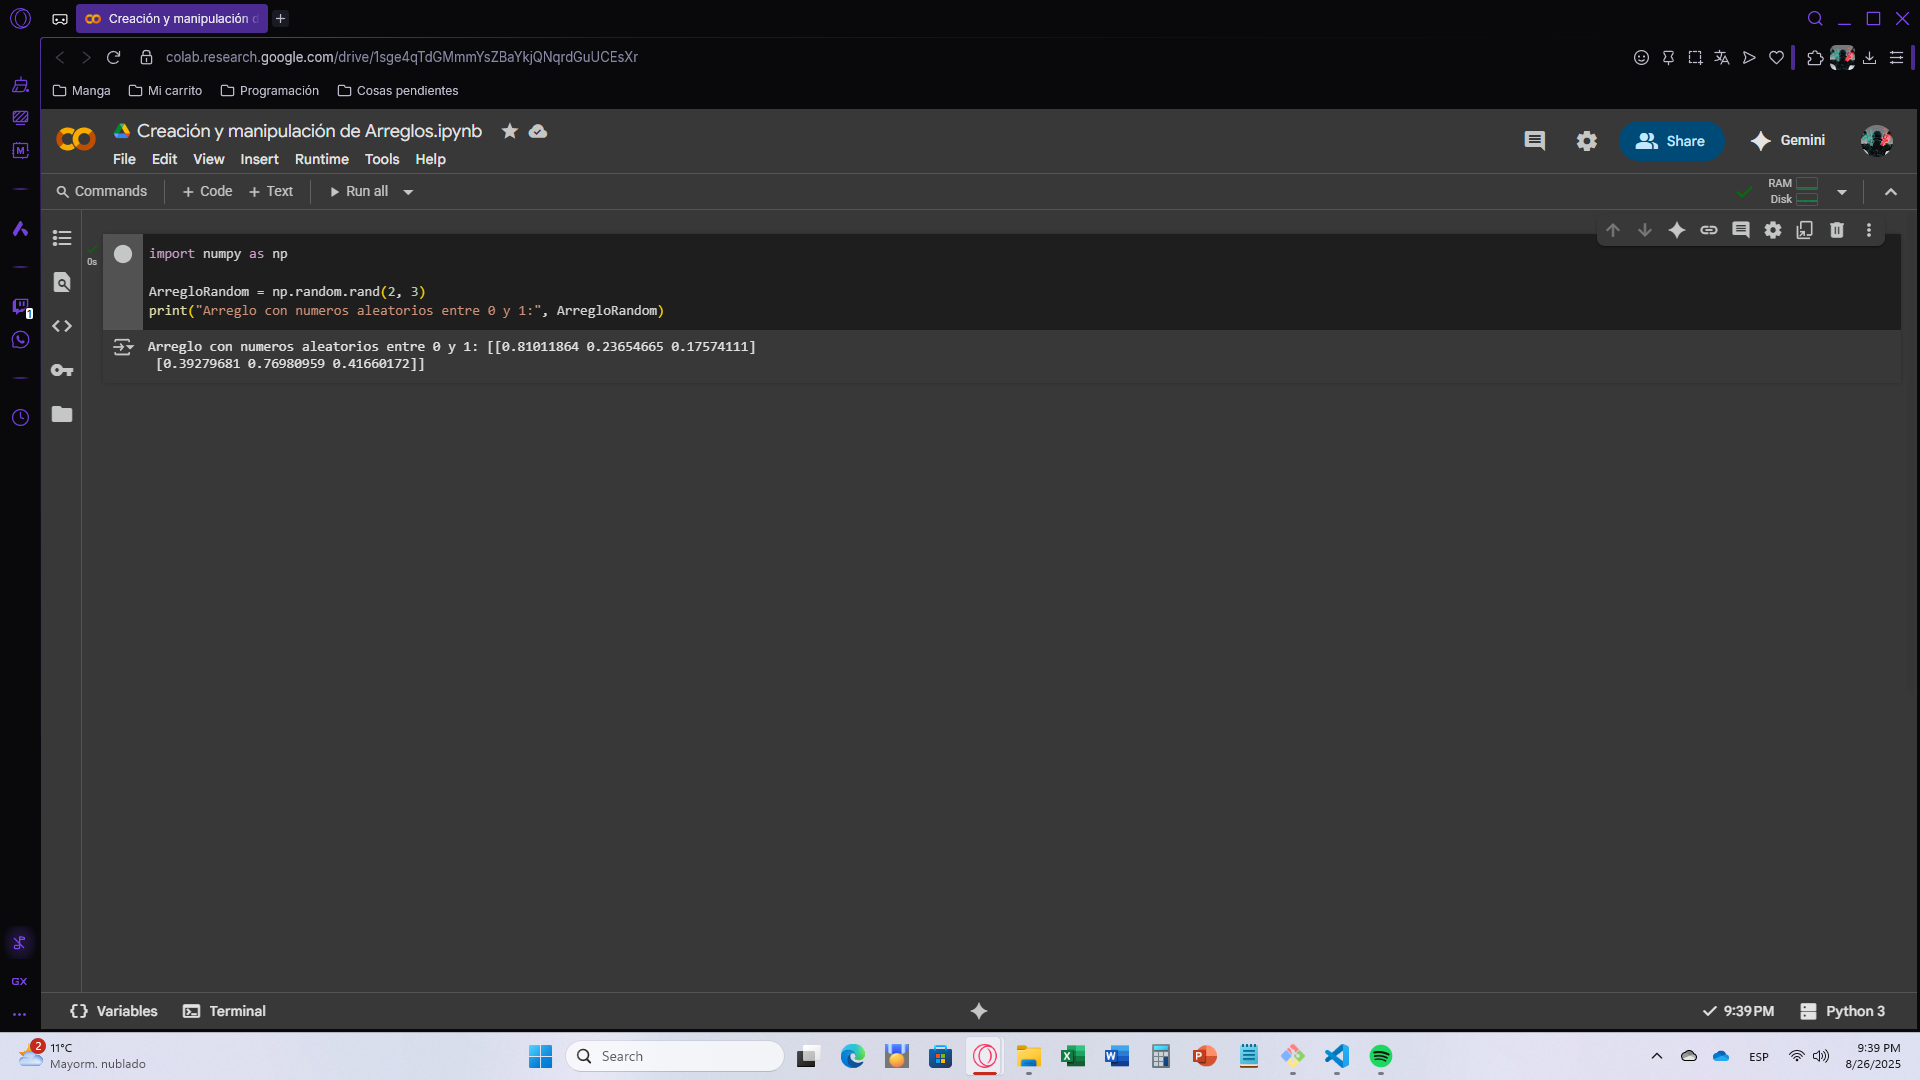 Creación y manipulación d
colab.research.google.com/drive/1sge4qTdGMmmYsZBaYkjQNqrdGuUCEsXr
Manga
Mi carrito
Programación
Cosas pendientes
Creación y manipulación de Arreglos.ipynb
File Edit View Insert Runtime Tools Help
Share
Gemini
Commands + Code + Text Run all
RAM
Disk
0s
import numpy as np
ArregloRandom = np.random.rand(2, 3)
print("Arreglo con numeros aleatorios entre 0 y 1:", ArregloRandom)
Arreglo con numeros aleatorios entre 0 y 1: [[0.81011864 0.23654665 0.17574111]
[0.39279681 0.76980959 0.41660172]]
M
1
GX
Variables
Terminal
9:39 PM
Python 3
2
11°C
Mayorm. nublado
Search
ESP
9:39 PM
8/26/2025